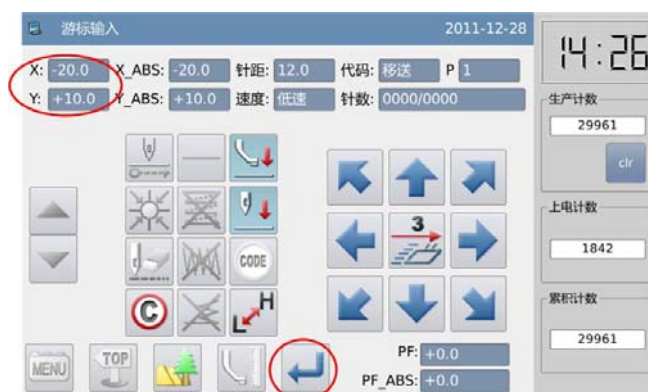 游标输入 2011-12-28
14:26
X: -20.0 X_ABS: -20.0 针距: 12.0 代码: 移送 P 1
Y: +10.0 Y_ABS: +10.0 速度: 低速 针数: 0000/0000
生产计数
29961
clr
上电计数
1842
累积计数
29961
3
CODE
C
L H
MENU TOP
PF: +0.0
PF_ABS: +0.0